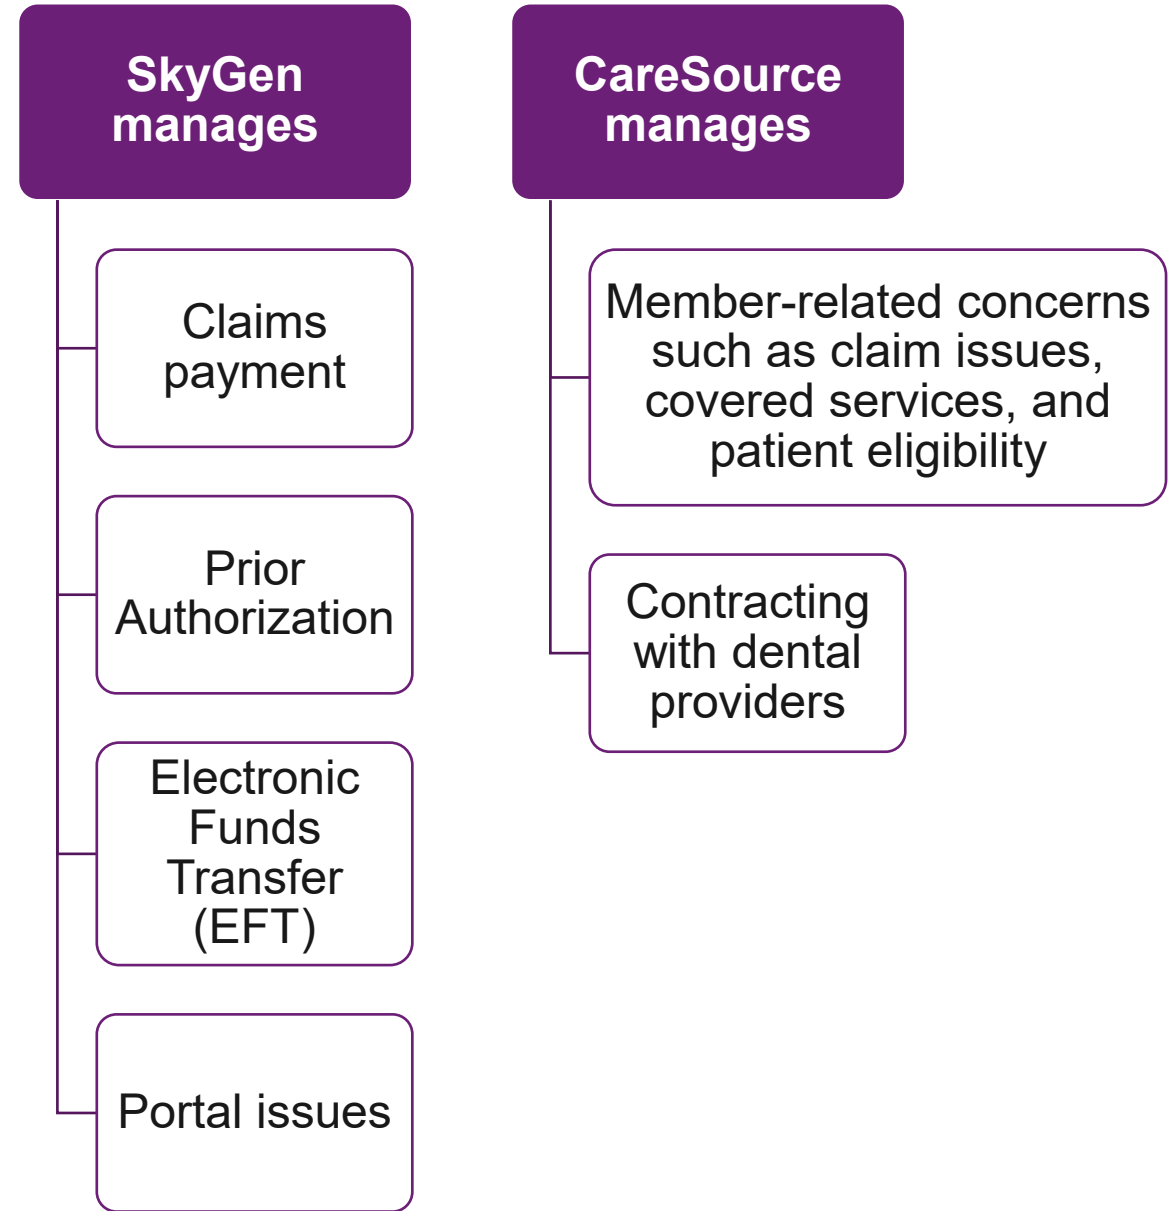 SkyGen
manages
Claims
payment
Prior
Authorization
Electronic
Funds
Transfer
(EFT)
Portal issues
CareSource
manages
Member-related concerns
such as claim issues,
covered services, and
patient eligibility
Contracting
with dental
providers